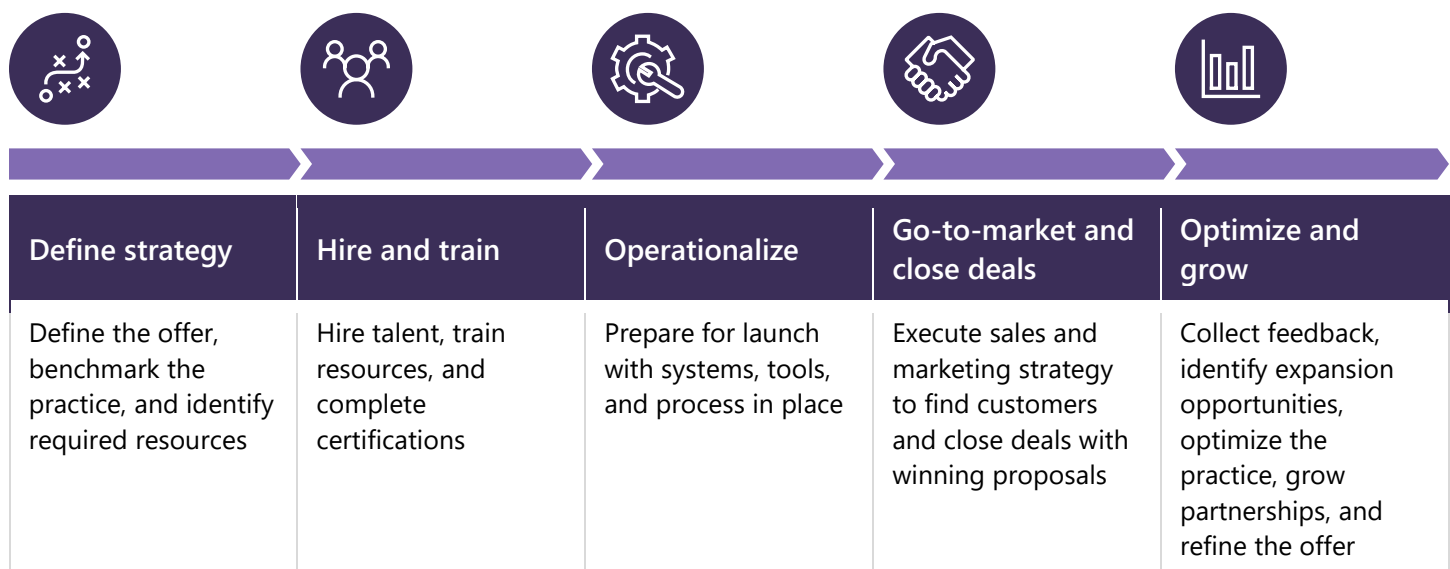 Define strategy
Hire and train
Operationalize
Go-to-market and
close deals
Optimize and
grow
Define the offer,
benchmark the
practice, and identify
required resources
Hire talent, train
resources, and
complete
certifications
Prepare for launch
with systems, tools,
and process in place
Execute sales and
marketing strategy
to find customers
and close deals with
winning proposals
Collect feedback,
identify expansion
opportunities,
optimize the
practice, grow
partnerships, and
refine the offer